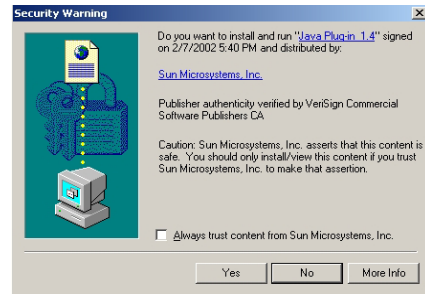 Security Warning
Do you want to install and run "Java Plug-in 1.4" signed
on 2/7/2002 5:40 PM and distributed by:
Sun Microsystems, Inc.
Publisher authenticity verified by VeriSign Commercial
Software Publishers CA
Caution: Sun Microsystems, Inc. asserts that this content is
safe. You should only install/view this content if you trust
Sun Microsystems, Inc. to make that assertion.
Always trust content from Sun Microsystems, Inc.
Yes No More Info